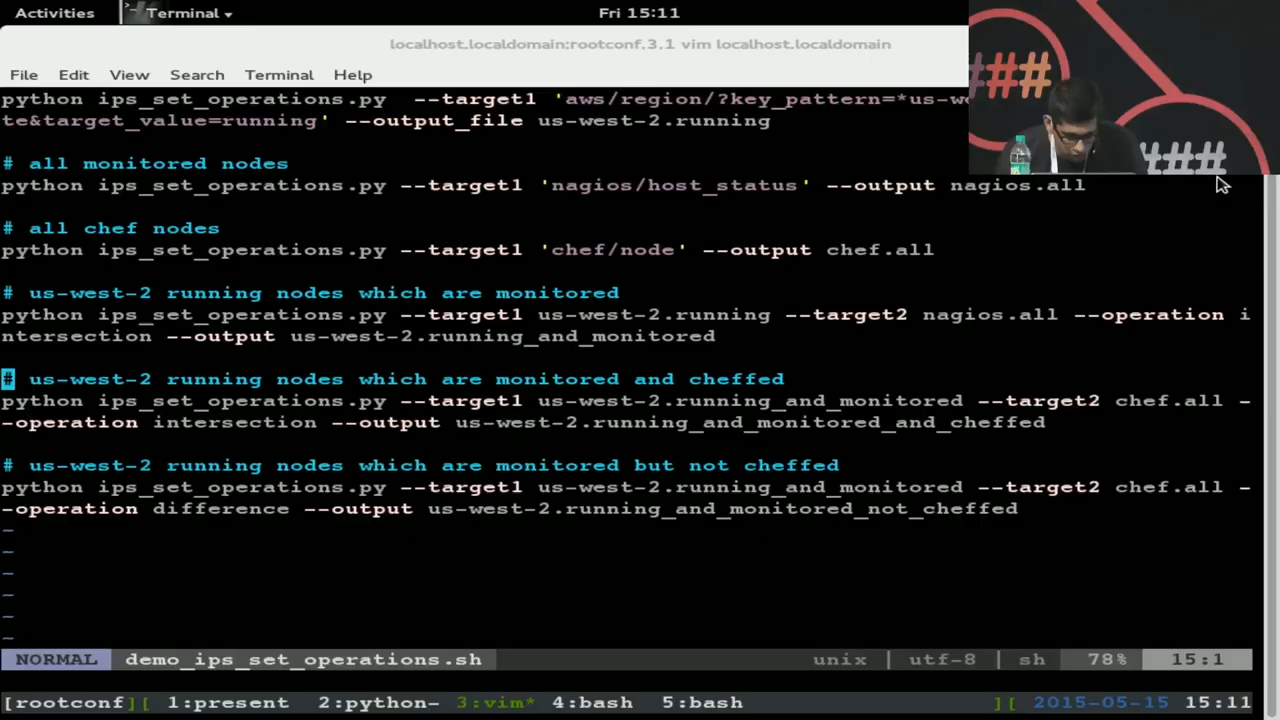 Activities Terminal Fri 15:11
localhost.localdomain:rootconf.3.1 vim localhost.localdomain
File Edit View Search Terminal Help
python ips_set_operations.py --target1 'aws/region/?key_pattern=*us-we
te&target_value=running' --output_file us-west-2.running
# all monitored nodes
python ips_set_operations.py --target1 'nagios/host_status' --output nagios.all
# all chef nodes
python ips_set_operations.py --target1 'chef/node' --output chef.all
# us-west-2 running nodes which are monitored
python ips_set_operations.py --target1 us-west-2.running --target2 nagios.all --operation i
ntersection --output us-west-2.running_and_monitored
# us-west-2 running nodes which are monitored and cheffed
python ips_set_operations.py --target1 us-west-2.running_and_monitored --target2 chef.all -
-operation intersection --output us-west-2.running_and_monitored_and_cheffed
# us-west-2 running nodes which are monitored but not cheffed
python ips_set_operations.py --target1 us-west-2.running_and_monitored --target2 chef.all -
-operation difference --output us-west-2.running_and_monitored_not_cheffed
~
~
~
~
~
~
NORMAL demo_ips_set_operations.sh unix | utf-8 | sh 78% 15:1
[rootconf][ 1:present 2:python- 3:vim* 4:bash 5:bash ][ 2015-05-15 15:11
###
###